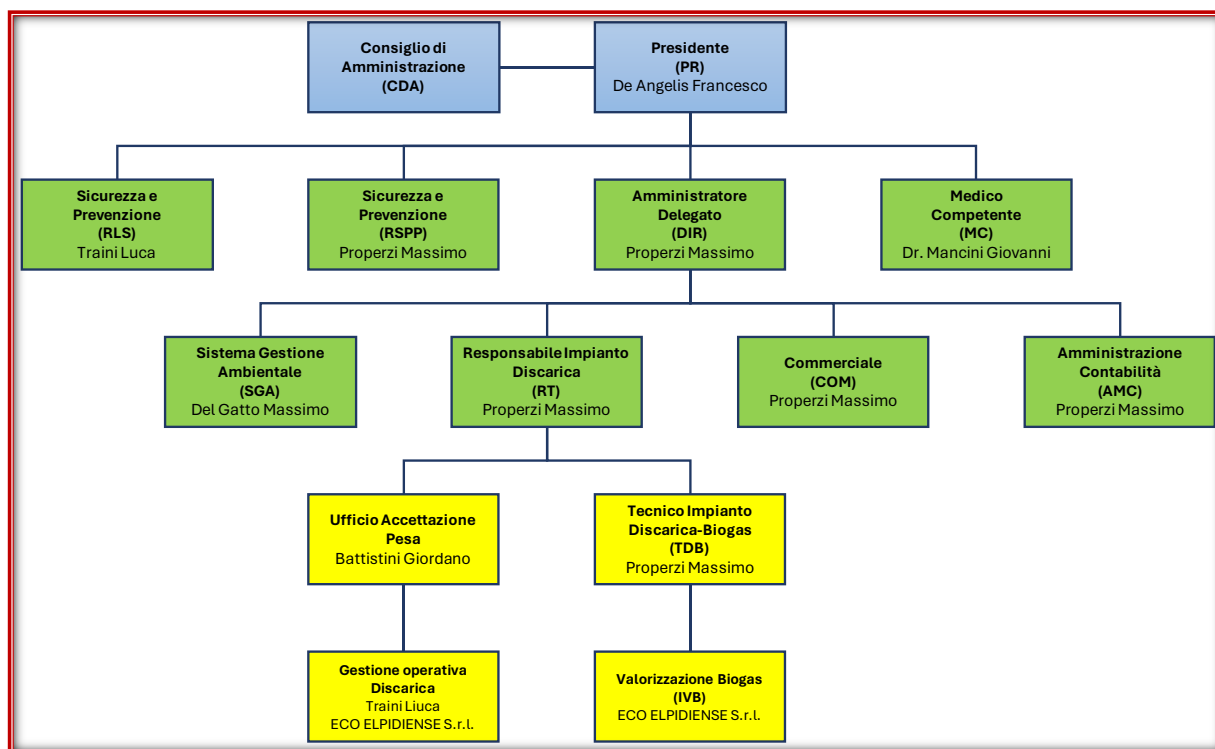 Consiglio di
Amministrazione
(CDA)
Presidente
(PR)
De Angelis Francesco
Sicurezza e
Prevenzione
(RLS)
Traini Luca
Sicurezza e
Prevenzione
(RSPP)
Properzi Massimo
Amministratore
Delegato
(DIR)
Properzi Massimo
Medico
Competente
(MC)
Dr. Mancini Giovanni
Sistema Gestione
Ambientale
(SGA)
Del Gatto Massimo
Responsabile Impianto
Discarica
(RT)
Properzi Massimo
Commerciale
(COM)
Properzi Massimo
Amministrazione
Contabilità
(AMC)
Properzi Massimo
Ufficio Accettazione
Pesa
Battistini Giordano
Tecnico Impianto
Discarica-Biogas
(TDB)
Properzi Massimo
Gestione operativa
Discarica
Traini Liuca
ECO ELPIDIENSE S.r.l.
Valorizzazione Biogas
(IVB)
ECO ELPIDIENSE S.r.l.